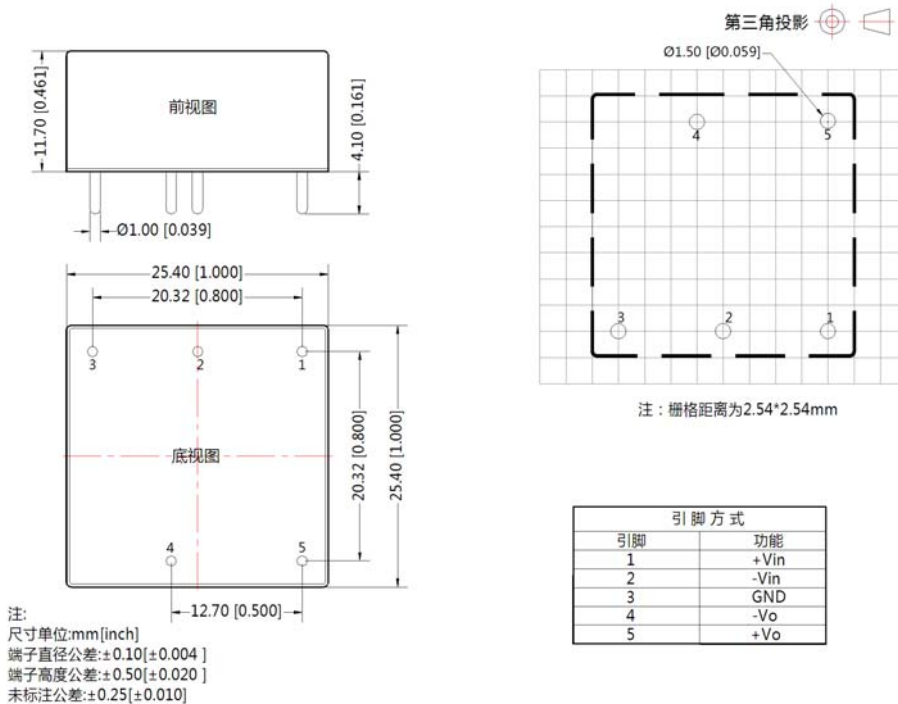 第三角投影
Ø1.50 [Ø0.059]
11.70 [0.461]
前视图
4.10 [0.161]
Ø1.00 [0.039]
4
5
3
2
1
注：栅格距离为2.54*2.54mm
25.40 [1.000]
20.32 [0.800]
3
2
1
底视图
20.32 [0.800]
25.40 [1.000]
4
5
12.70 [0.500]
引脚方式
引脚 功能
1 +Vin
2 -Vin
3 GND
4 -Vo
5 +Vo
注:
尺寸单位:mm[inch]
端子直径公差:±0.10[±0.004 ]
端子高度公差:±0.50[±0.020 ]
未标注公差:±0.25[±0.010]